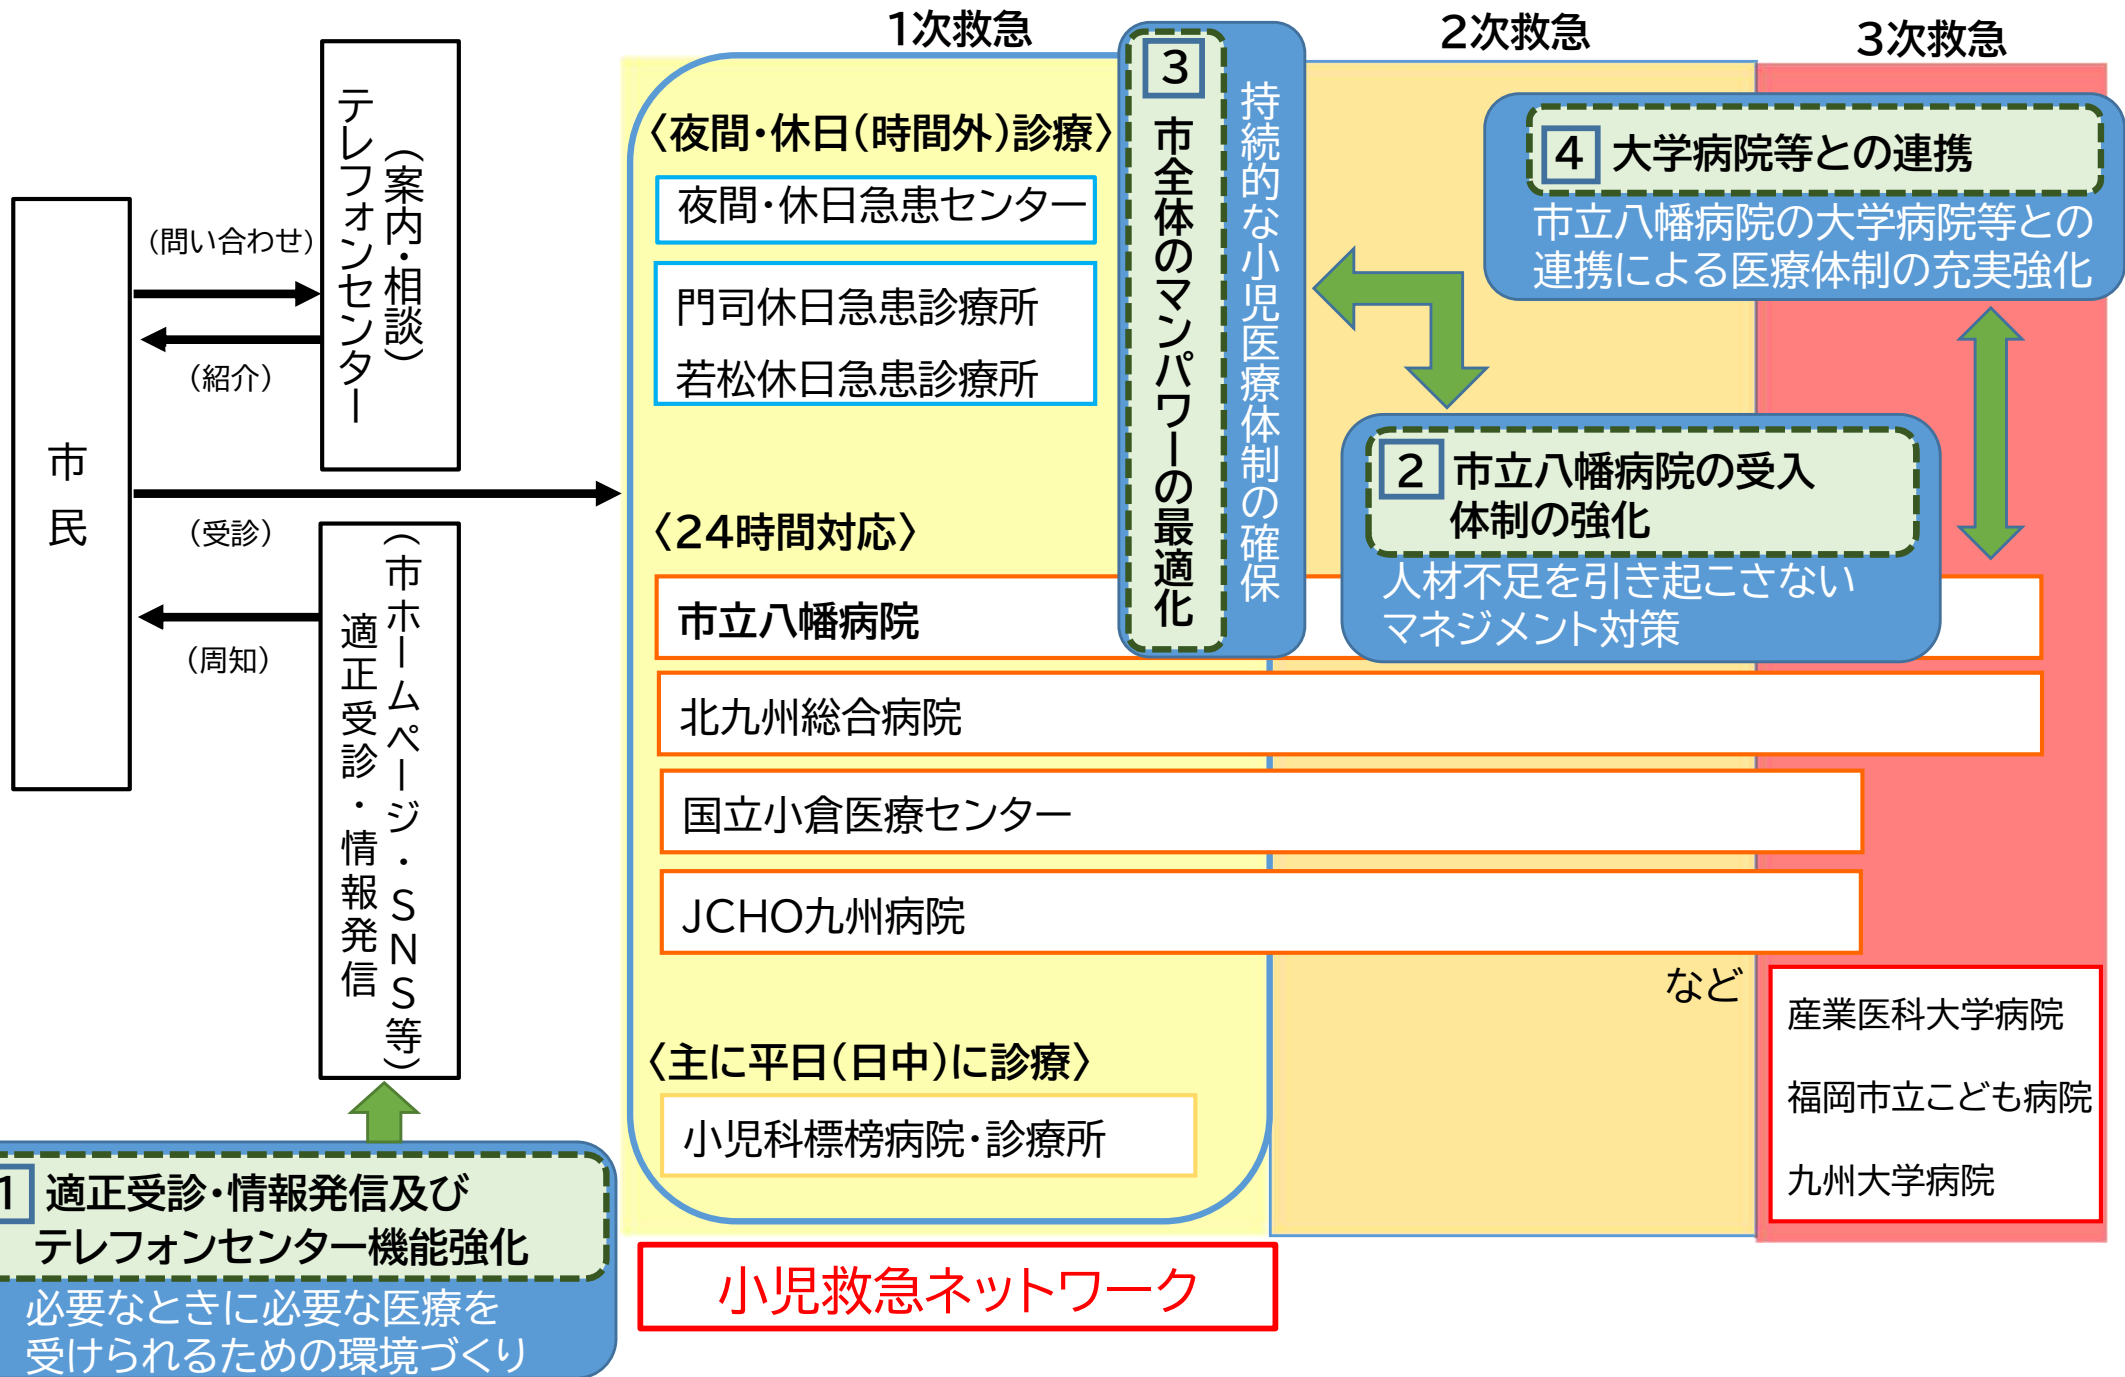 1次救急
2次救急
3次救急
市民
(問い合わせ)
(紹介)
(受診)
(周知)
(案内・相談)
テレフォンセンター
(市ホームページ・SNS等)
適正受診・情報発信
〈夜間・休日(時間外)診療〉
夜間・休日急患センター
門司休日急患診療所
若松休日急患診療所
〈24時間対応〉
市立八幡病院
北九州総合病院
国立小倉医療センター
JCHO九州病院
など
〈主に平日(日中)に診療〉
小児科標榜病院・診療所
産業医科大学病院
福岡市立こども病院
九州大学病院
3 市全体のマンパワーの最適化
持続的な小児医療体制の確保
4 大学病院等との連携
市立八幡病院の大学病院等との
連携による医療体制の充実強化
2 市立八幡病院の受入
体制の強化
人材不足を引き起こさない
マネジメント対策
1 適正受診・情報発信及び
テレフォンセンター機能強化
必要なときに必要な医療を
受けられるための環境づくり
小児救急ネットワーク